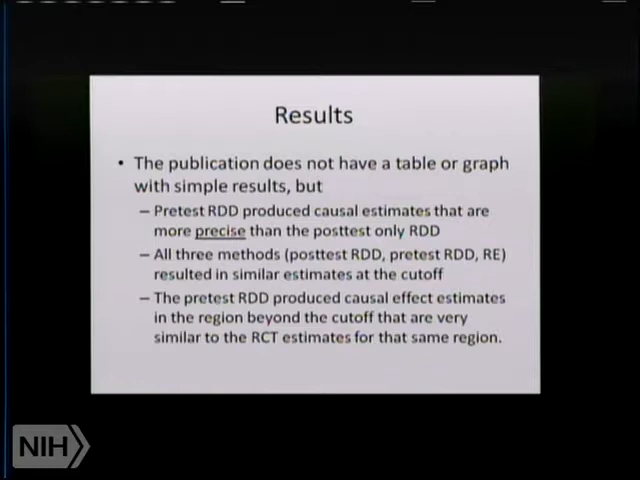 Results
• The publication does not have a table or graph
with simple results, but
– Pretest RDD produced causal estimates that are
more precise than the posttest only RDD
– All three methods (posttest RDD, pretest RDD, RE)
resulted in similar estimates at the cutoff
– The pretest RDD produced causal effect estimates
in the region beyond the cutoff that are very
similar to the RCT estimates for that same region.
NIH